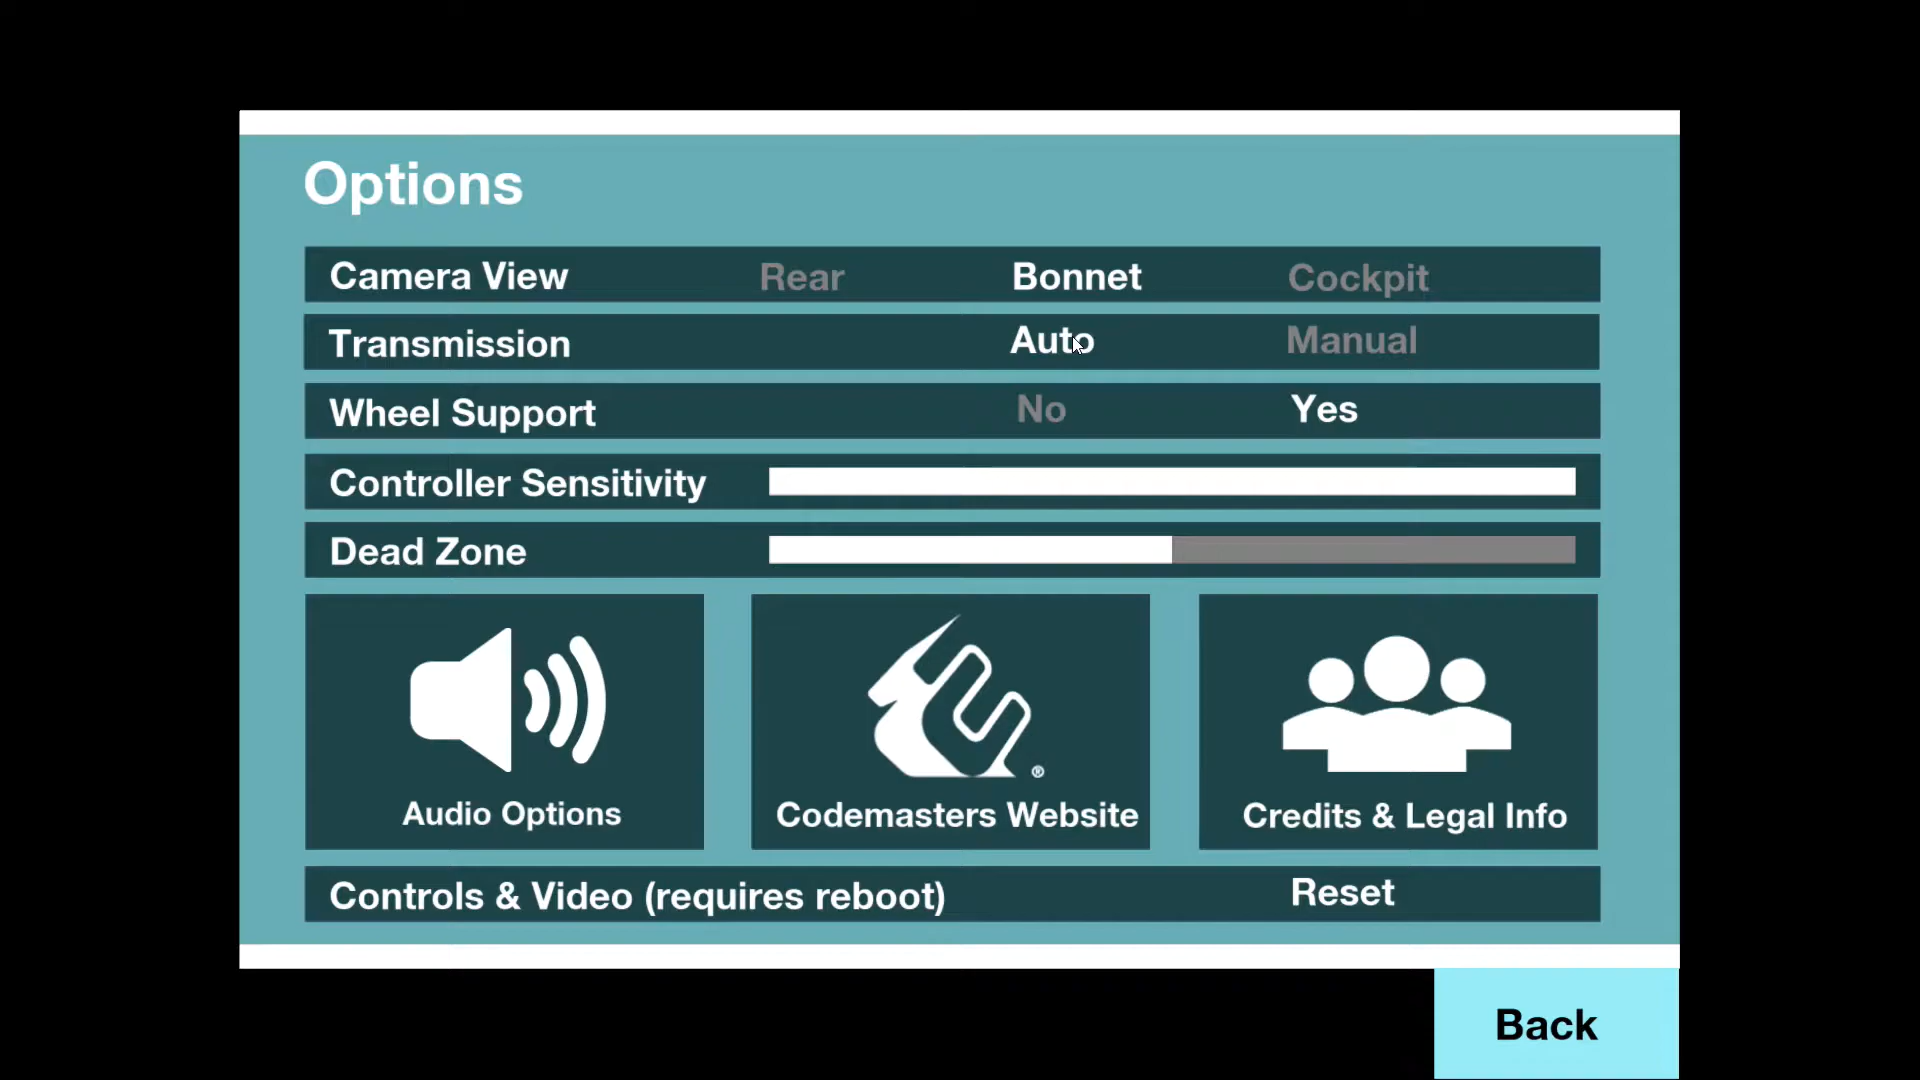 Options
Camera View Rear Bonnet Cockpit
Transmission Auto Manual
Wheel Support No Yes
Controller Sensitivity
Dead Zone
®
Audio Options Codemasters Website Credits & Legal Info
Controls & Video (requires reboot) Reset
Back